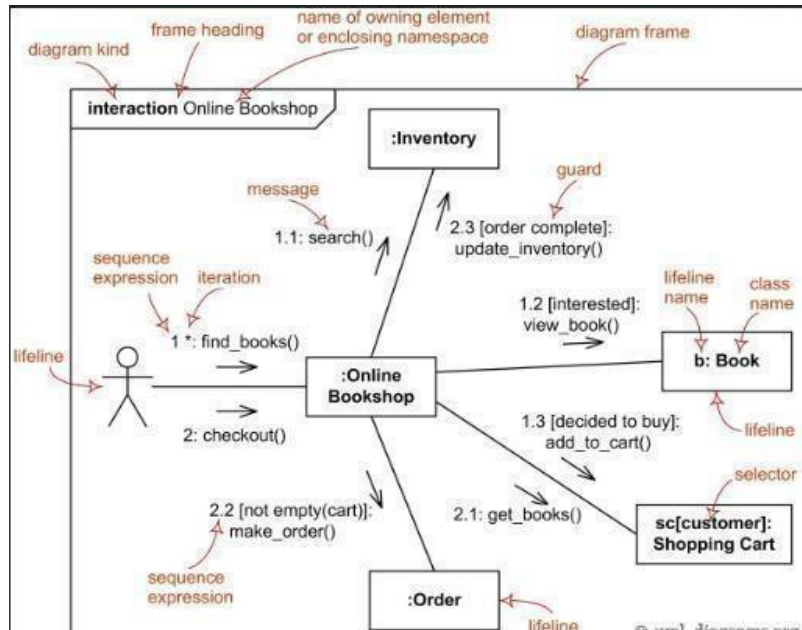 name of owning element
or enclosing namespace
frame heading
diagram kind
diagram frame
interaction Online Bookshop
:Inventory
message
guard
1.1: search()
2.3 [order complete]:
update_inventory()
sequence
expression
iteration
lifeline
name
class
name
1.2 [interested]:
view_book()
1 *: find_books()
lifeline
b: Book
:Online
Bookshop
2: checkout()
1.3 [decided to buy]:
add_to_cart()
lifeline
selector
2.2 [not empty(cart)]:
make_order()
2.1: get_books()
sc[customer]:
Shopping Cart
sequence
expression
:Order
lifeline
© uml-diagrams.org